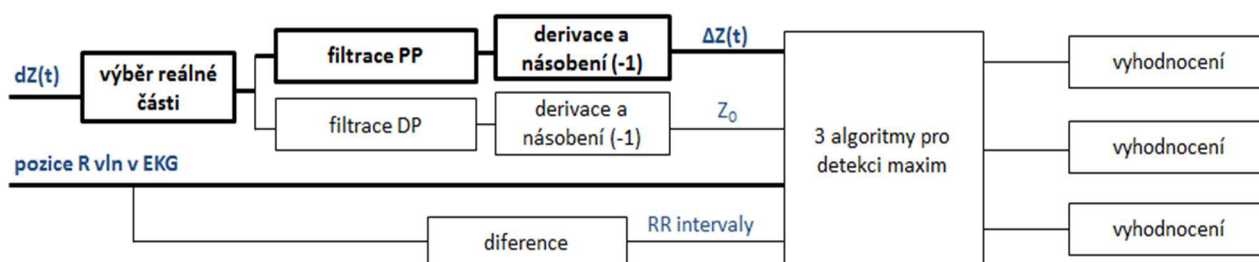 dZ(t)
výběr reálné
části
filtrace PP
derivace a
násobení (-1)
ΔZ(t)
filtrace DP
derivace a
násobení (-1)
Z₀
pozice R vln v EKG
diference
RR intervaly
3 algoritmy pro
detekci maxim
vyhodnocení
vyhodnocení
vyhodnocení